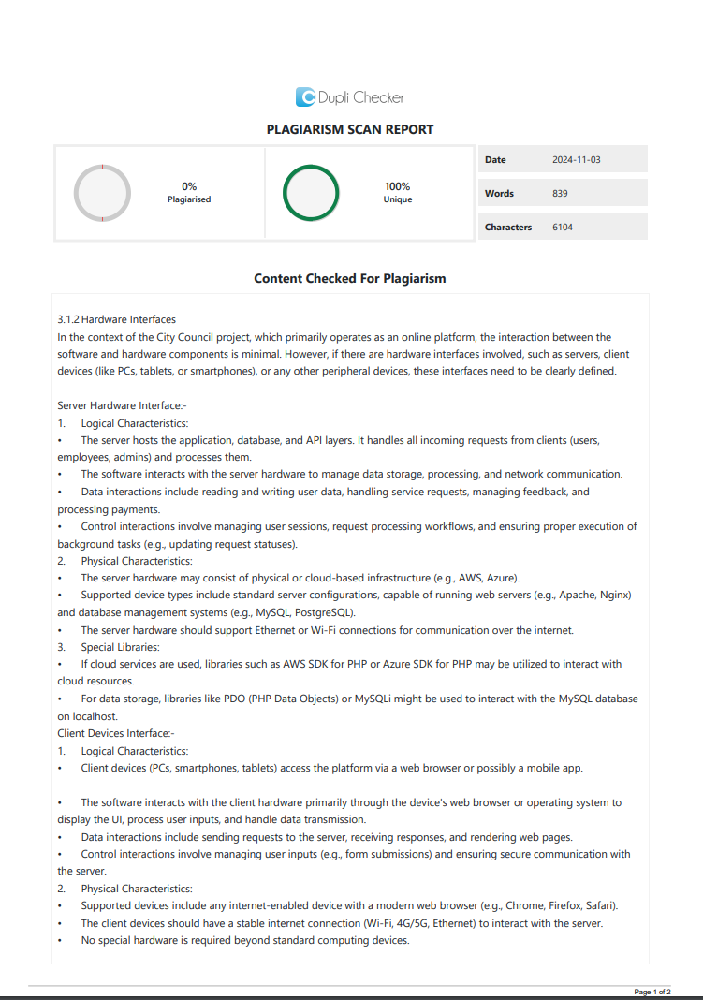 Dupli Checker
PLAGIARISM SCAN REPORT
0%
Plagiarised
100%
Unique
Date 2024-11-03
Words 839
Characters 6104
Content Checked For Plagiarism
3.1.2 Hardware Interfaces
In the context of the City Council project, which primarily operates as an online platform, the interaction between the
software and hardware components is minimal. However, if there are hardware interfaces involved, such as servers, client
devices (like PCs, tablets, or smartphones), or any other peripheral devices, these interfaces need to be clearly defined.
Server Hardware Interface:-
1. Logical Characteristics:
• The server hosts the application, database, and API layers. It handles all incoming requests from clients (users,
employees, admins) and processes them.
• The software interacts with the server hardware to manage data storage, processing, and network communication.
• Data interactions include reading and writing user data, handling service requests, managing feedback, and
processing payments.
• Control interactions involve managing user sessions, request processing workflows, and ensuring proper execution of
background tasks (e.g., updating request statuses).
2. Physical Characteristics:
• The server hardware may consist of physical or cloud-based infrastructure (e.g., AWS, Azure).
• Supported device types include standard server configurations, capable of running web servers (e.g., Apache, Nginx)
and database management systems (e.g., MySQL, PostgreSQL).
• The server hardware should support Ethernet or Wi-Fi connections for communication over the internet.
3. Special Libraries:
• If cloud services are used, libraries such as AWS SDK for PHP or Azure SDK for PHP may be utilized to interact with
cloud resources.
• For data storage, libraries like PDO (PHP Data Objects) or MySQLi might be used to interact with the MySQL database
on localhost.
Client Devices Interface:-
1. Logical Characteristics:
• Client devices (PCs, smartphones, tablets) access the platform via a web browser or possibly a mobile app.
• The software interacts with the client hardware primarily through the device's web browser or operating system to
display the UI, process user inputs, and handle data transmission.
• Data interactions include sending requests to the server, receiving responses, and rendering web pages.
• Control interactions involve managing user inputs (e.g., form submissions) and ensuring secure communication with
the server.
2. Physical Characteristics:
• Supported devices include any internet-enabled device with a modern web browser (e.g., Chrome, Firefox, Safari).
• The client devices should have a stable internet connection (Wi-Fi, 4G/5G, Ethernet) to interact with the server.
• No special hardware is required beyond standard computing devices.
Page 1 of 2